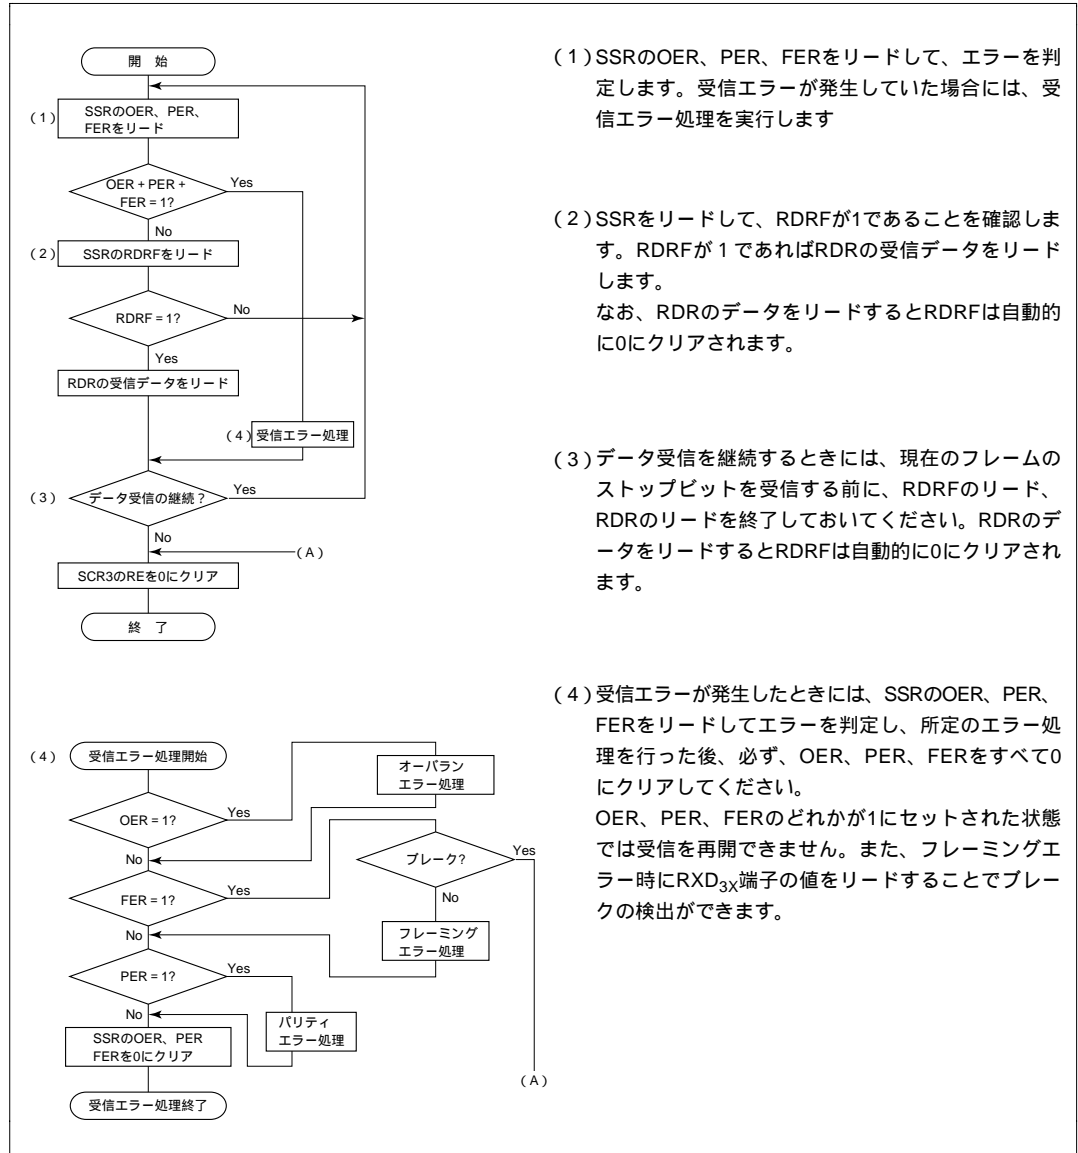 開 始
(1)
SSRのOER、PER、
FERをリード
OER + PER +
FER = 1?
Yes
No
(2)
SSRのRDRFをリード
RDRF = 1?
No
Yes
RDRの受信データをリード
(4)
受信エラー処理
(3)
データ受信の継続?
Yes
No
(A)
SCR3のREを0にクリア
終 了
(4)
受信エラー処理開始
オーバラン
エラー処理
OER = 1?
Yes
No
ブレーク?
Yes
FER = 1?
Yes
No
No
フレーミング
エラー処理
PER = 1?
Yes
No
パリティ
エラー処理
SSRのOER、PER
FERを0にクリア
(A)
受信エラー処理終了
(1)SSRのOER、PER、FERをリードして、エラーを判
定します。受信エラーが発生していた場合には、受
信エラー処理を実行します
(2)SSRをリードして、RDRFが1であることを確認しま
す。RDRFが1であればRDRの受信データをリード
します。
なお、RDRのデータをリードするとRDRFは自動的
に0にクリアされます。
(3)データ受信を継続するときには、現在のフレームの
ストップビットを受信する前に、RDRFのリード、
RDRのリードを終了しておいてください。RDRのデ
ータをリードするとRDRFは自動的に0にクリアされ
ます。
(4)受信エラーが発生したときには、SSRのOER、PER、
FERをリードしてエラーを判定し、所定のエラー処
理を行った後、必ず、OER、PER、FERをすべて0
にクリアしてください。
OER、PER、FERのどれかが1にセットされた状態
では受信を再開できません。また、フレーミングエ
ラー時にRXD3X端子の値をリードすることでブレー
クの検出ができます。